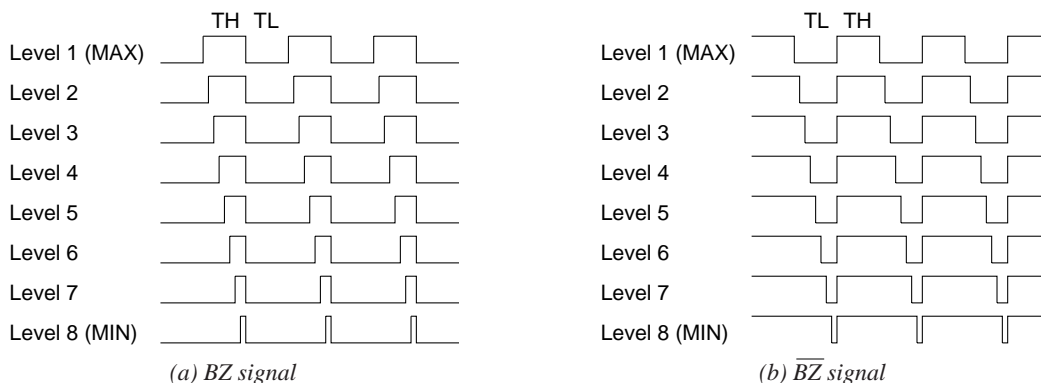 TH TL
Level 1 (MAX)
Level 2
Level 3
Level 4
Level 5
Level 6
Level 7
Level 8 (MIN)
(a) BZ signal
TL TH
Level 1 (MAX)
Level 2
Level 3
Level 4
Level 5
Level 6
Level 7
Level 8 (MIN)
(b) B̅Z̅ signal